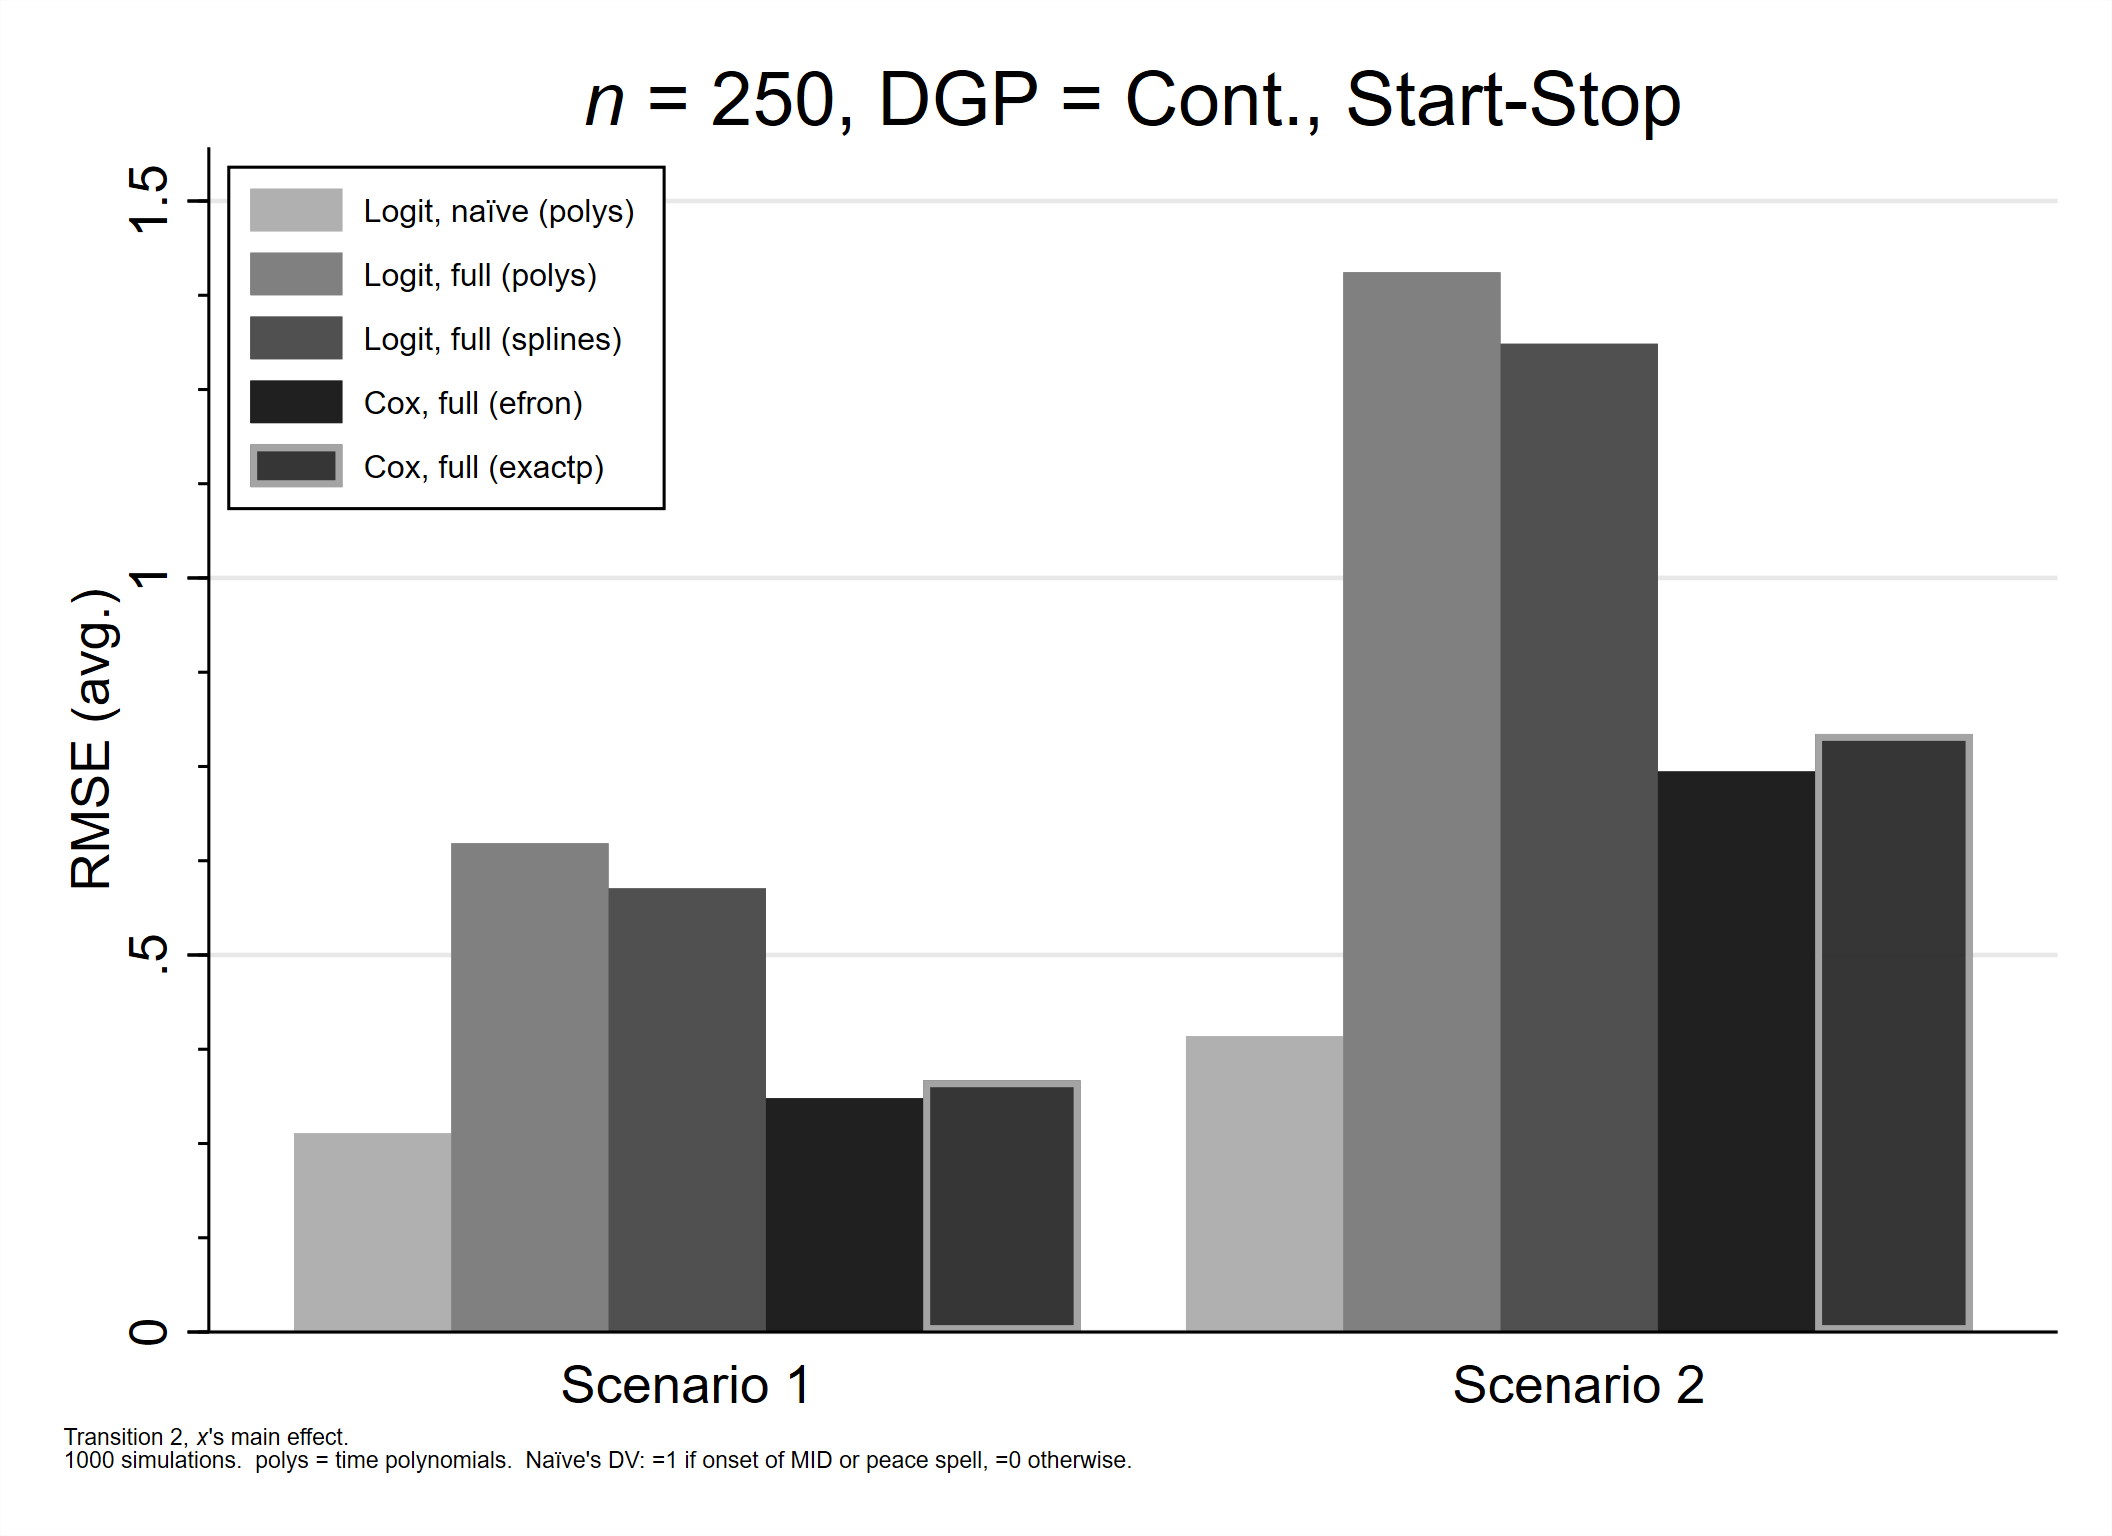 n = 250, DGP = Cont., Start-Stop
Logit, naïve (polys)
Logit, full (polys)
Logit, full (splines)
Cox, full (efron)
Cox, full (exactp)
RMSE (avg.)
1.5
1
.5
0
Scenario 1
Scenario 2
Transition 2, x's main effect.
1000 simulations.  polys = time polynomials.  Naïve's DV: =1 if onset of MID or peace spell, =0 otherwise.